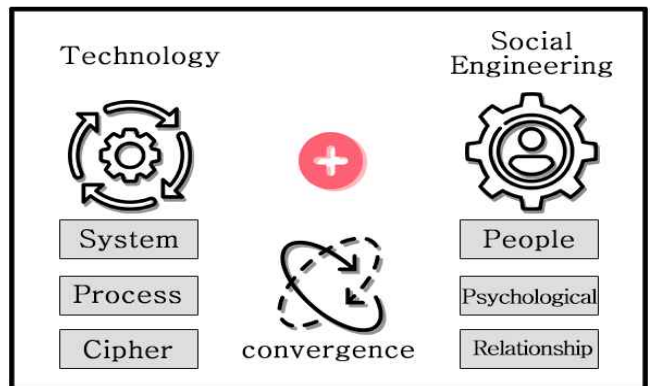 Technology
Social
Engineering
System
Process
Cipher
convergence
People
Psychological
Relationship